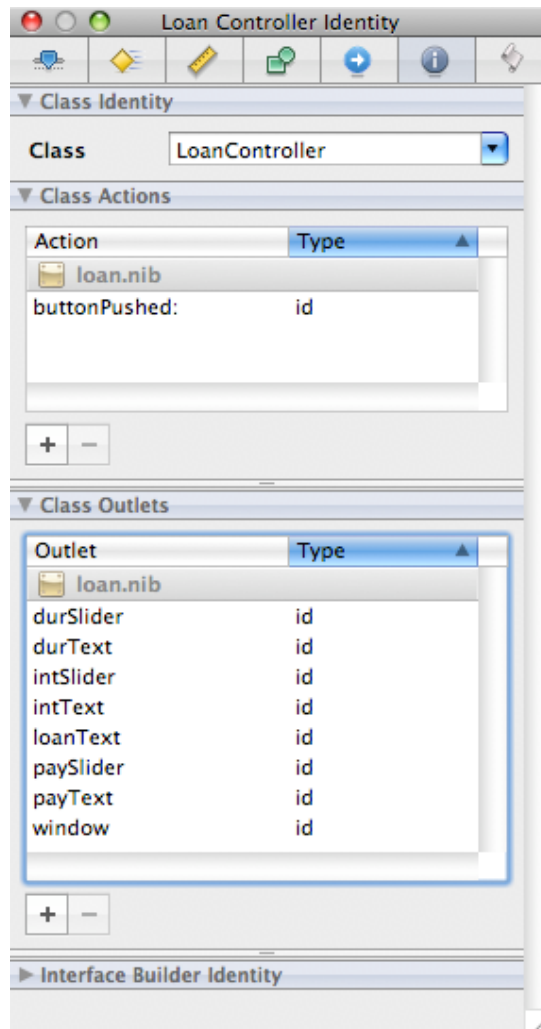 Loan Controller Identity
Class Identity
Class LoanController
Class Actions
Action Type
loan.nib
buttonPushed: id
+ −
Class Outlets
Outlet Type
loan.nib
durSlider id
durText id
intSlider id
intText id
loanText id
paySlider id
payText id
window id
+ −
Interface Builder Identity